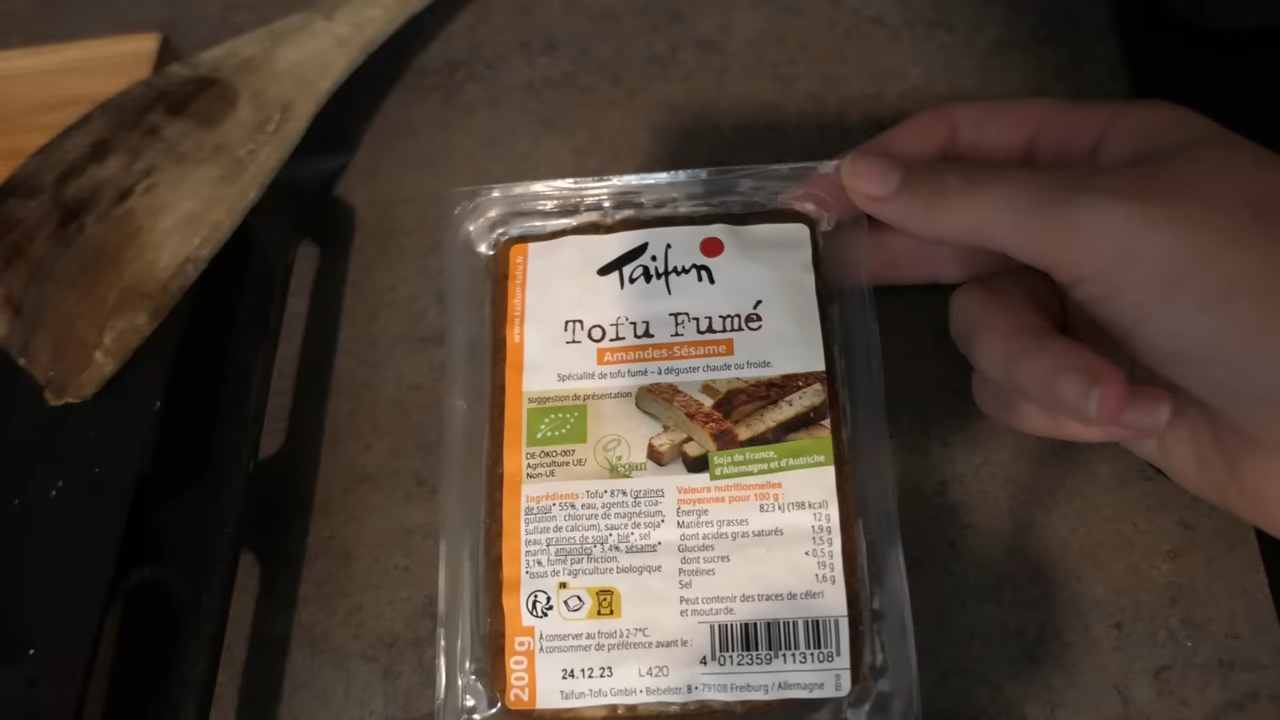 Taifun
www.taifun-tofu.fr
Tofu Fumé
Amandes-Sésame
Spécialité de tofu fumé – à déguster chaude ou froide.
suggestion de présentation
DE-ÖKO-007
Agriculture UE/
Non-UE
Vegan
Soja de France,
d'Allemagne et d'Autriche
Ingrédients : Tofu* 87% (graines
de soja* 55%, eau, agents de coa-
gulation : chlorure de magnésium,
sulfate de calcium), sauce de soja*
(eau, graines de soja*, blé*, sel
marin), amandes* 3,4%, sésame*
3,1%, fumé par friction.
*issus de l'agriculture biologique
Valeurs nutritionnelles
moyennes pour 100 g :
Énergie 823 kJ (198 kcal)
Matières grasses 12 g
dont acides gras saturés 1,9 g
Glucides 1,5 g
dont sucres < 0,5 g
Protéines 19 g
Sel 1,6 g
Peut contenir des traces de céleri
et moutarde.
FR
200 g
À conserver au froid à 2-7°C.
À consommer de préférence avant le :
24.12.23 L420
4 012359 113108
Taifun-Tofu GmbH • Bebelstr. 8 • 79108 Freiburg / Allemagne